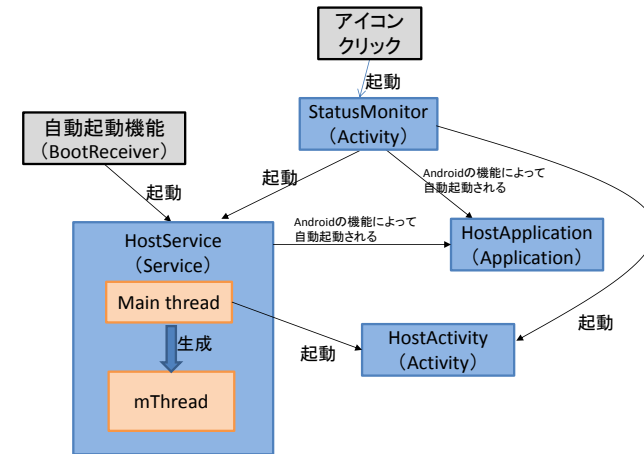 アイコン
クリック
起動
StatusMonitor
（Activity）
自動起動機能
（BootReceiver）
起動
起動
Androidの機能によって
自動起動される
Androidの機能によって
自動起動される
HostService
（Service）
HostApplication
（Application）
Main thread
生成
起動
HostActivity
（Activity）
起動
mThread